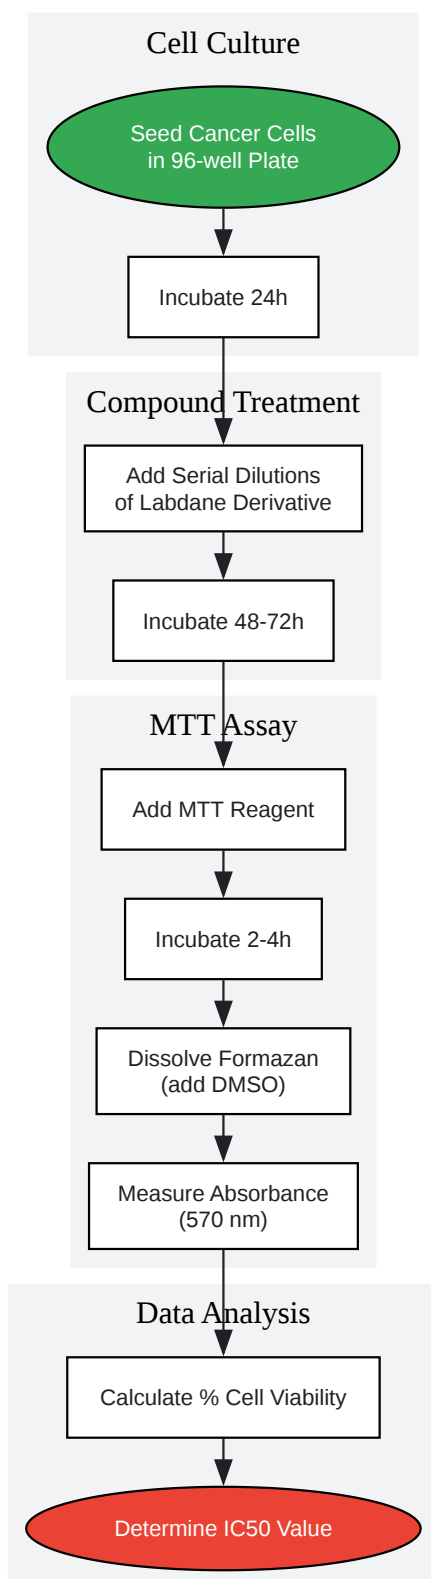 Cell Culture
Seed Cancer Cells
in 96-well Plate
Incubate 24h
Compound Treatment
Add Serial Dilutions
of Labdane Derivative
Incubate 48-72h
MTT Assay
Add MTT Reagent
Incubate 2-4h
Dissolve Formazan
(add DMSO)
Measure Absorbance
(570 nm)
Data Analysis
Calculate % Cell Viability
Determine IC50 Value